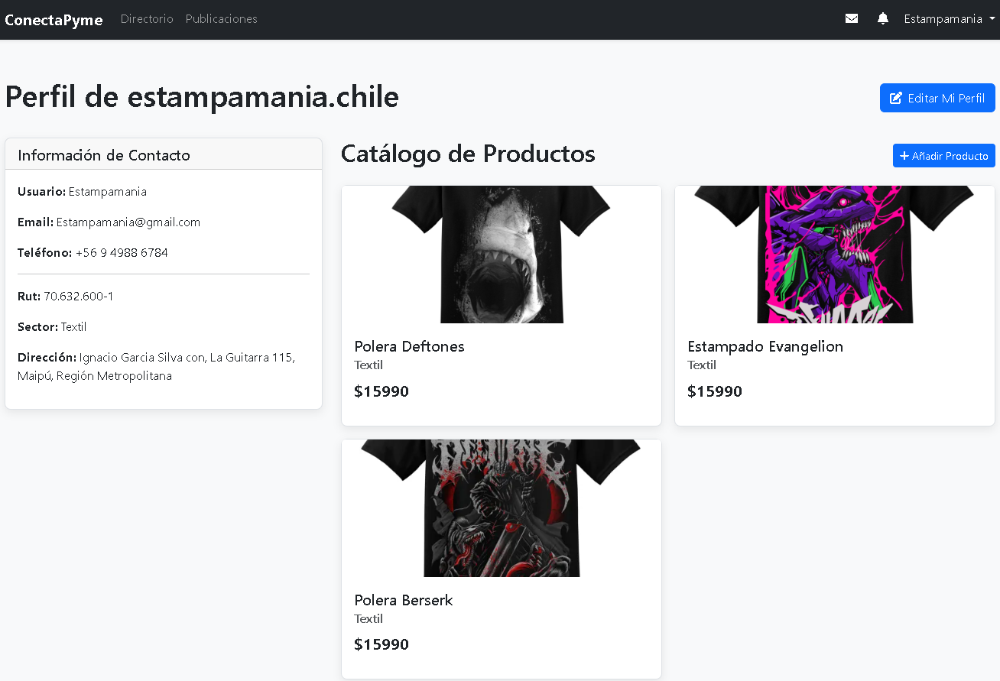 ConectaPyme Directorio Publicaciones Estampamania
Perfil de estampamania.chile
Editar Mi Perfil
Información de Contacto
Usuario: Estampamania
Email: Estampamania@gmail.com
Teléfono: +56 9 4988 6784
Rut: 70.632.600-1
Sector: Textil
Dirección: Ignacio Garcia Silva con, La Guitarra 115,
Maipú, Región Metropolitana
Catálogo de Productos
+ Añadir Producto
Polera Deftones
Textil
$15990
Estampado Evangelion
Textil
$15990
Polera Berserk
Textil
$15990